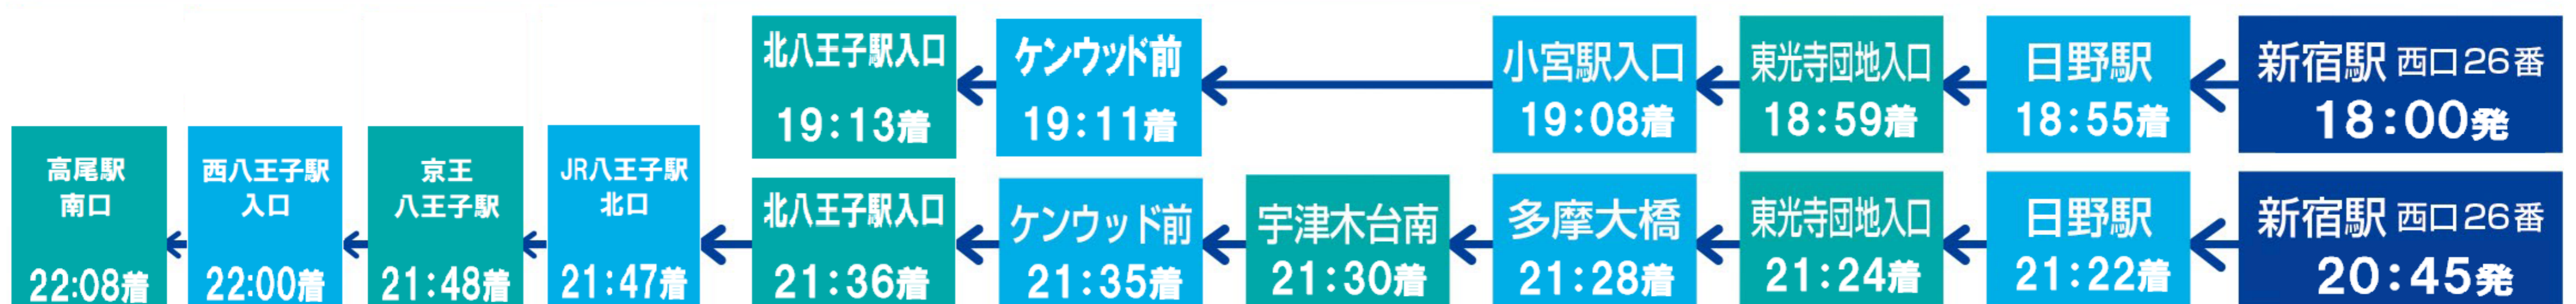 北八王子駅入口
19:13着
ケンウッド前
19:11着
小宮駅入口
19:08着
東光寺団地入口
18:59着
日野駅
18:55着
新宿駅 西口26番
18:00発
高尾駅
南口
22:08着
西八王子駅
入口
22:00着
京王
八王子駅
21:48着
JR八王子駅
北口
21:47着
北八王子駅入口
21:36着
ケンウッド前
21:35着
宇津木台南
21:30着
多摩大橋
21:28着
東光寺団地入口
21:24着
日野駅
21:22着
新宿駅 西口26番
20:45発